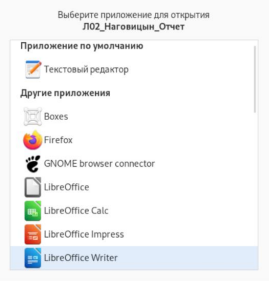 Выберите приложение для открытия
Л02_Наговицын_Отчет
Приложение по умолчанию
Текстовый редактор
Другие приложения
Boxes
Firefox
GNOME browser connector
LibreOffice
LibreOffice Calc
LibreOffice Impress
LibreOffice Writer